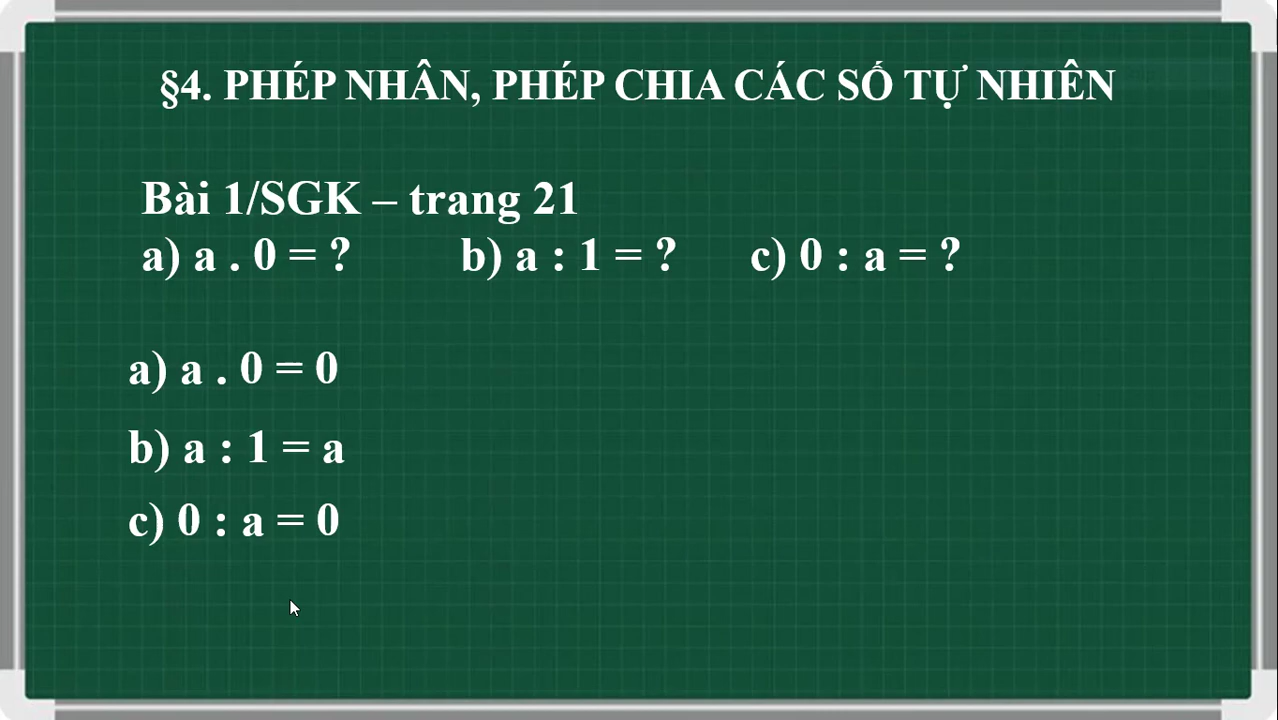 §4. PHÉP NHÂN, PHÉP CHIA CÁC SỐ TỰ NHIÊN
Bài 1/SGK – trang 21
a) a . 0 = ? b) a : 1 = ? c) 0 : a = ?
a) a . 0 = 0
b) a : 1 = a
c) 0 : a = 0